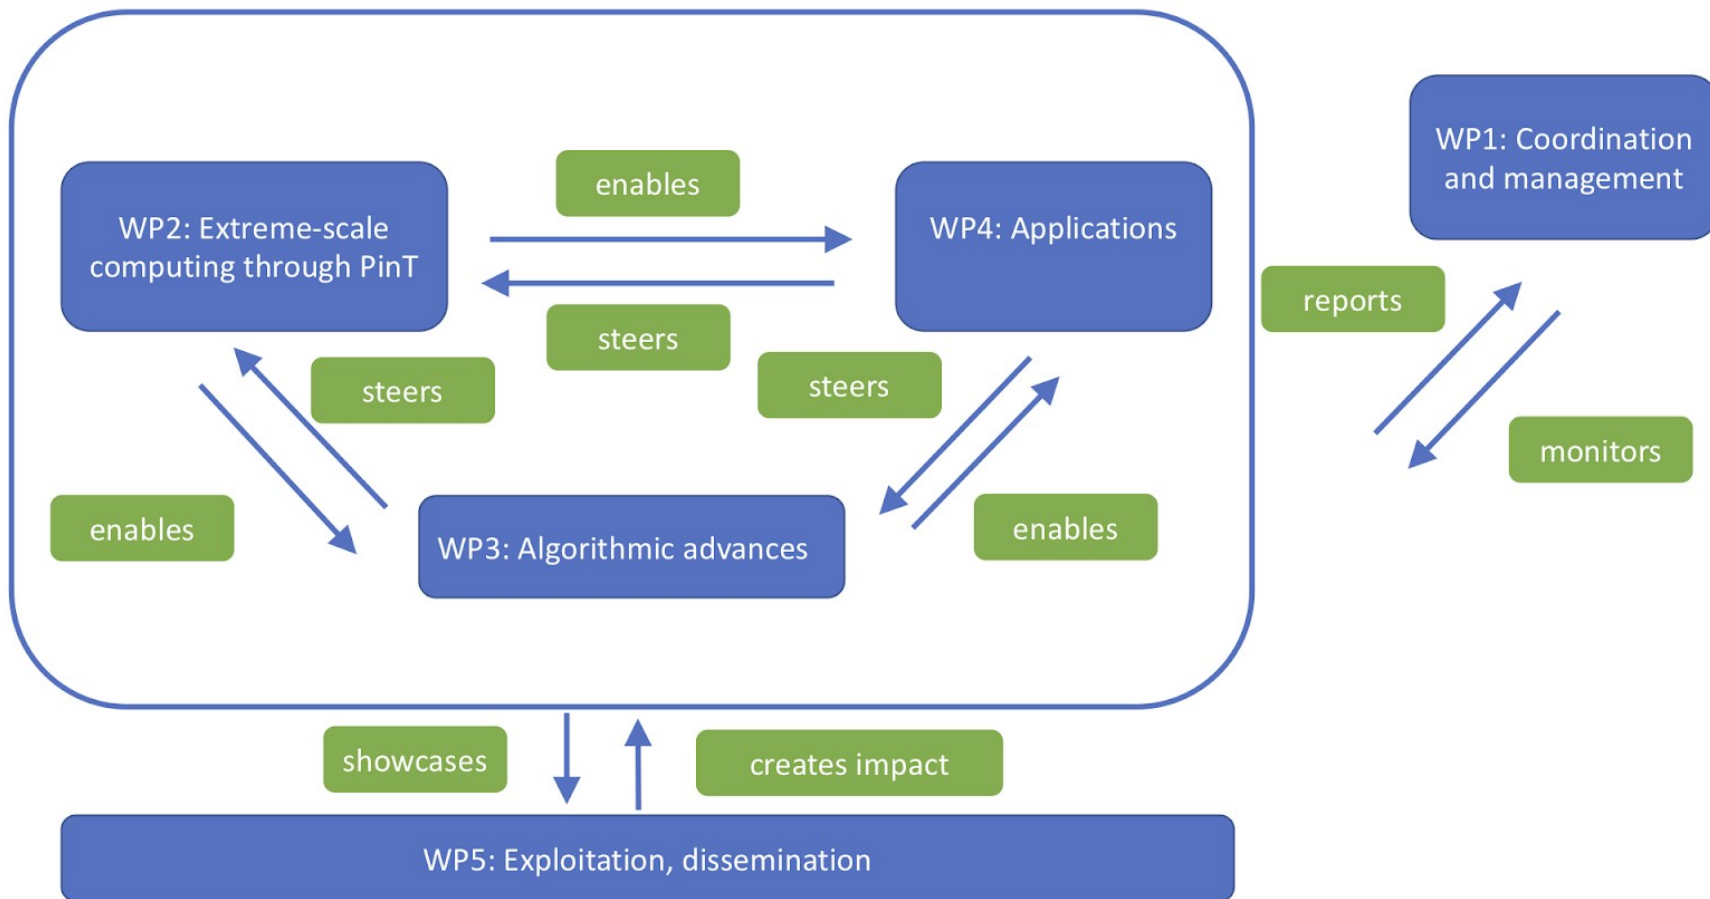 WP1: Coordination
and management
enables
WP2: Extreme-scale
computing through PinT
WP4: Applications
reports
steers
steers
steers
monitors
enables
WP3: Algorithmic advances
enables
showcases
creates impact
WP5: Exploitation, dissemination